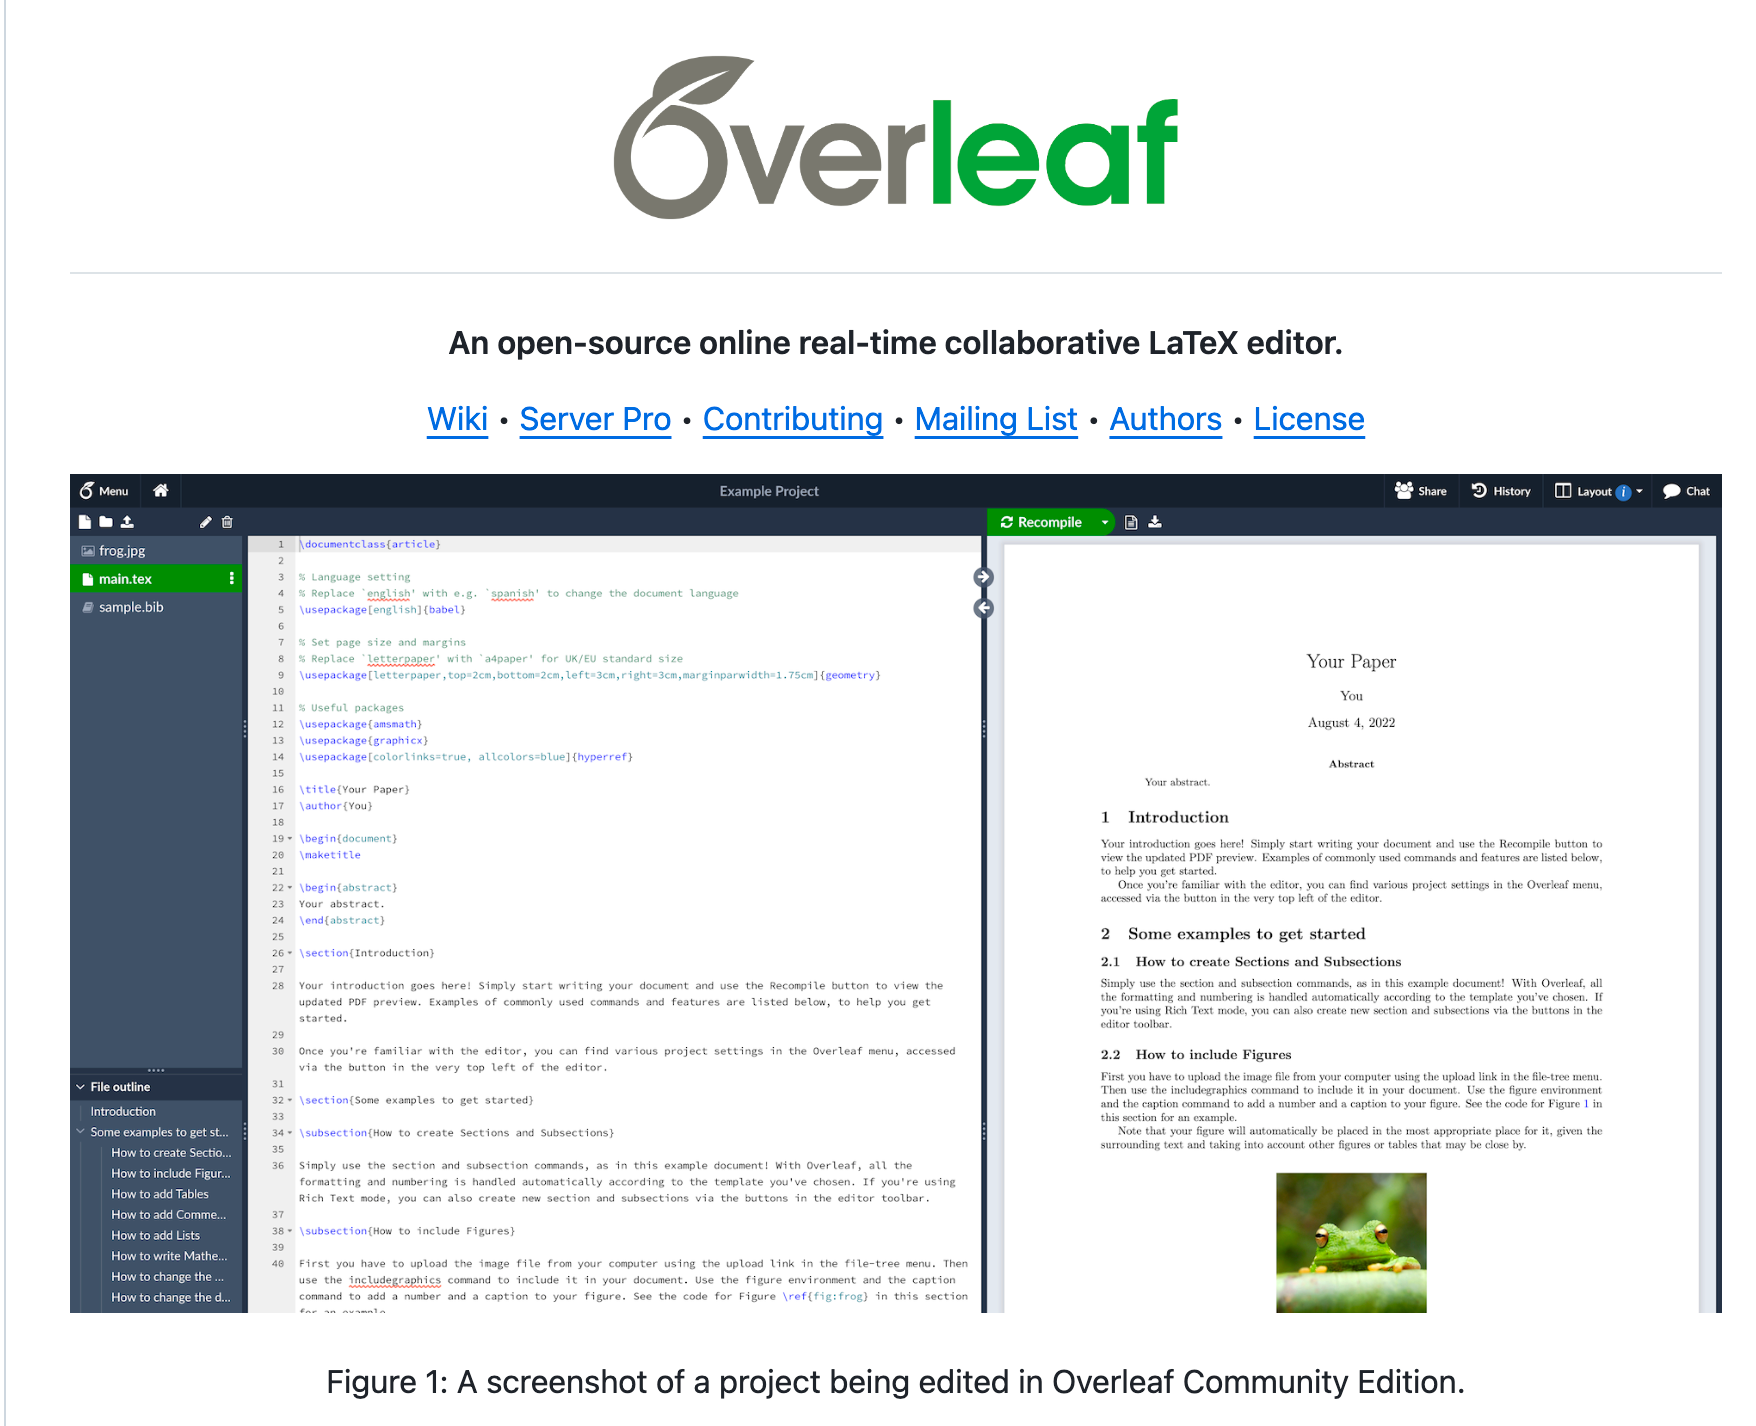 Overleaf
An open-source online real-time collaborative LaTeX editor.
Wiki • Server Pro • Contributing • Mailing List • Authors • License
Menu
Example Project
Share
History
Layout
Chat
frog.jpg
main.tex
sample.bib
File outline
Introduction
Some examples to get st...
How to create Sectio...
How to include Figur...
How to add Tables
How to add Comme...
How to add Lists
How to write Mathe...
How to change the ...
How to change the d...
1 \documentclass{article}
2
3 % Language setting
4 % Replace `english' with e.g. `spanish' to change the document language
5 \usepackage[english]{babel}
6
7 % Set page size and margins
8 % Replace `letterpaper' with `a4paper' for UK/EU standard size
9 \usepackage[letterpaper,top=2cm,bottom=2cm,left=3cm,right=3cm,marginparwidth=1.75cm]{geometry}
10
11 % Useful packages
12 \usepackage{amsmath}
13 \usepackage{graphicx}
14 \usepackage[colorlinks=true, allcolors=blue]{hyperref}
15
16 \title{Your Paper}
17 \author{You}
18
19 \begin{document}
20 \maketitle
21
22 \begin{abstract}
23 Your abstract.
24 \end{abstract}
25
26 \section{Introduction}
27
28 Your introduction goes here! Simply start writing your document and use the Recompile button to view the
updated PDF preview. Examples of commonly used commands and features are listed below, to help you get
started.
29
30 Once you're familiar with the editor, you can find various project settings in the Overleaf menu, accessed
via the button in the very top left of the editor.
31
32 \section{Some examples to get started}
33
34 \subsection{How to create Sections and Subsections}
35
36 Simply use the section and subsection commands, as in this example document! With Overleaf, all the
formatting and numbering is handled automatically according to the template you've chosen. If you're using
Rich Text mode, you can also create new section and subsections via the buttons in the editor toolbar.
37
38 \subsection{How to include Figures}
39
40 First you have to upload the image file from your computer using the upload link in the file-tree menu. Then
use the includegraphics command to include it in your document. Use the figure environment and the caption
command to add a number and a caption to your figure. See the code for Figure \ref{fig:frog} in this section
for an example.
Recompile
Your Paper
You
August 4, 2022
Abstract
Your abstract.
1 Introduction
Your introduction goes here! Simply start writing your document and use the Recompile button to
view the updated PDF preview. Examples of commonly used commands and features are listed below,
to help you get started.
Once you're familiar with the editor, you can find various project settings in the Overleaf menu,
accessed via the button in the very top left of the editor.
2 Some examples to get started
2.1 How to create Sections and Subsections
Simply use the section and subsection commands, as in this example document! With Overleaf, all
the formatting and numbering is handled automatically according to the template you've chosen. If
you're using Rich Text mode, you can also create new section and subsections via the buttons in the
editor toolbar.
2.2 How to include Figures
First you have to upload the image file from your computer using the upload link in the file-tree menu.
Then use the includegraphics command to include it in your document. Use the figure environment
and the caption command to add a number and a caption to your figure. See the code for Figure 1 in
this section for an example.
Note that your figure will automatically be placed in the most appropriate place for it, given the
surrounding text and taking into account other figures or tables that may be close by.
Figure 1: A screenshot of a project being edited in Overleaf Community Edition.